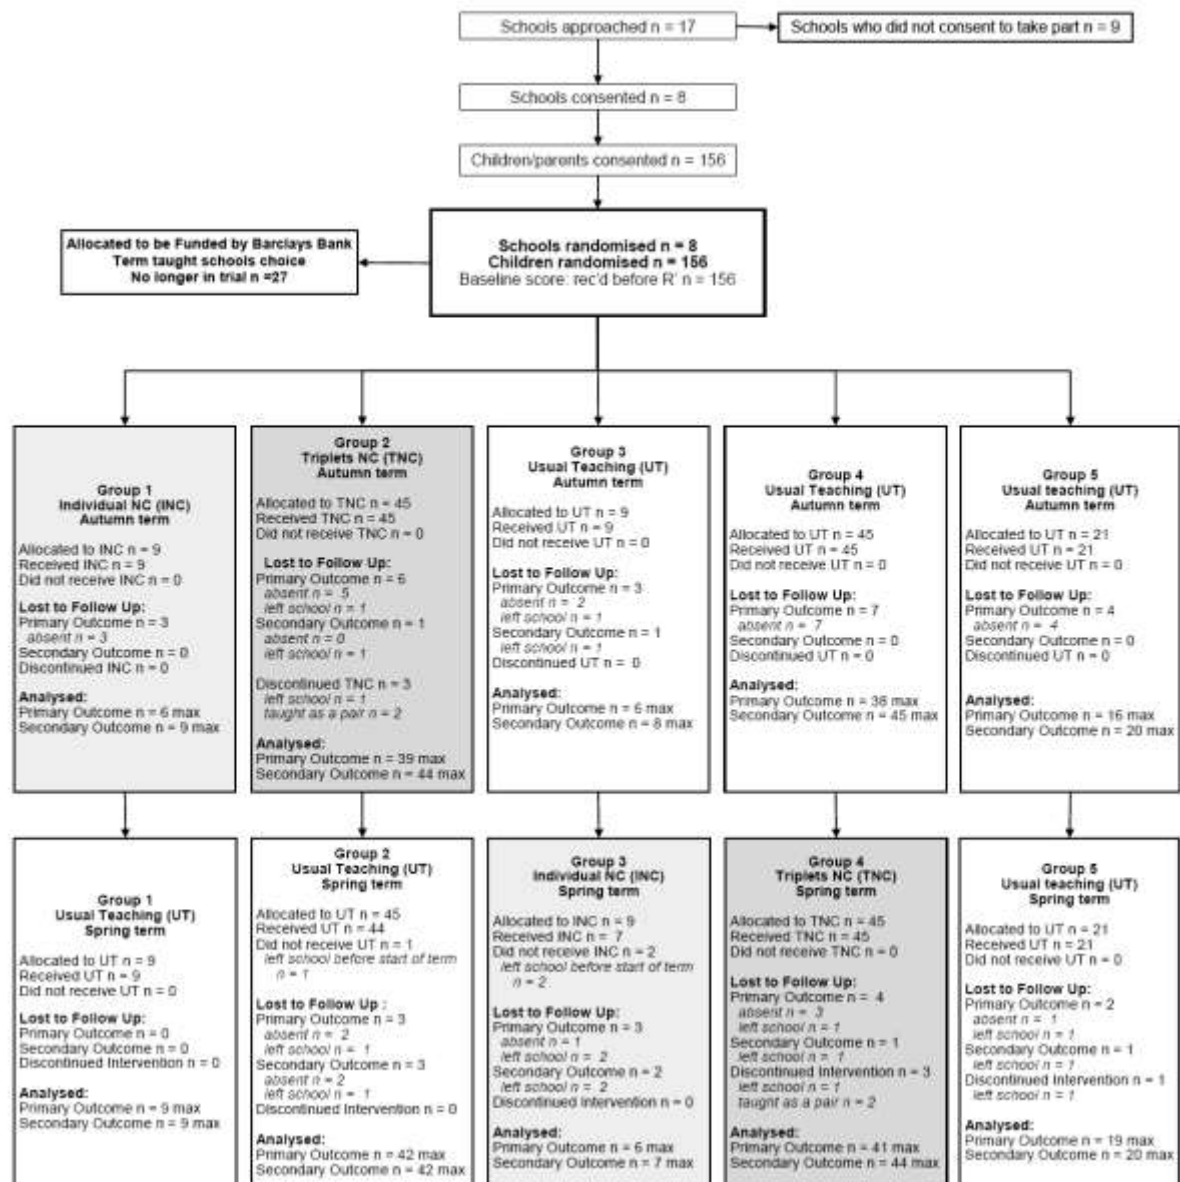 Schools approached n = 17
Schools who did not consent to take part n = 9
Schools consented n = 8
Children/parents consented n = 156
Allocated to be Funded by Barclays Bank
Term taught schools choice
No longer in trial n =27
Schools randomised n = 8
Children randomised n = 156
Baseline score: rec'd before R' n = 156
Group 1
Individual NC (INC)
Autumn term
Allocated to INC n = 9
Received INC n = 9
Did not receive INC n = 0
Lost to Follow Up:
Primary Outcome n = 3
absent n = 3
Secondary Outcome n = 0
Discontinued INC n = 0
Analysed:
Primary Outcome n = 6 max
Secondary Outcome n = 9 max
Group 2
Triplets NC (TNC)
Autumn term
Allocated to TNC n = 45
Received TNC n = 45
Did not receive TNC n = 0
Lost to Follow Up:
Primary Outcome n = 6
absent n = 5
left school n = 1
Secondary Outcome n = 1
absent n = 0
left school n = 1
Discontinued TNC n = 3
left school n = 1
taught as a pair n = 2
Analysed:
Primary Outcome n = 39 max
Secondary Outcome n = 44 max
Group 3
Usual Teaching (UT)
Autumn term
Allocated to UT n = 9
Received UT n = 9
Did not receive UT n = 0
Lost to Follow Up:
Primary Outcome n = 3
absent n = 2
left school n = 1
Secondary Outcome n = 1
left school n = 1
Discontinued UT n = 0
Analysed:
Primary Outcome n = 6 max
Secondary Outcome n = 8 max
Group 4
Usual Teaching (UT)
Autumn term
Allocated to UT n = 45
Received UT n = 45
Did not receive UT n = 0
Lost to Follow Up:
Primary Outcome n = 7
absent n = 7
Secondary Outcome n = 0
Discontinued UT n = 0
Analysed:
Primary Outcome n = 38 max
Secondary Outcome n = 45 max
Group 5
Usual teaching (UT)
Autumn term
Allocated to UT n = 21
Received UT n = 21
Did not receive UT n = 0
Lost to Follow Up:
Primary Outcome n = 4
absent n = 4
Secondary Outcome n = 0
Discontinued UT n = 0
Analysed:
Primary Outcome n = 16 max
Secondary Outcome n = 20 max
Group 1
Usual Teaching (UT)
Spring term
Allocated to UT n = 9
Received UT n = 9
Did not receive UT n = 0
Lost to Follow Up:
Primary Outcome n = 0
Secondary Outcome n = 0
Discontinued Intervention n = 0
Analysed:
Primary Outcome n = 9 max
Secondary Outcome n = 9 max
Group 2
Usual Teaching (UT)
Spring term
Allocated to UT n = 45
Received UT n = 44
Did not receive UT n = 1
left school before start of term
n = 1
Lost to Follow Up :
Primary Outcome n = 3
absent n = 2
left school n = 1
Secondary Outcome n = 3
absent n = 2
left school n = 1
Discontinued Intervention n = 0
Analysed:
Primary Outcome n = 42 max
Secondary Outcome n = 42 max
Group 3
Individual NC (INC)
Spring term
Allocated to INC n = 9
Received INC n = 7
Did not receive INC n = 2
left school before start of term
n = 2
Lost to Follow Up:
Primary Outcome n = 3
absent n = 1
left school n = 2
Secondary Outcome n = 2
left school n = 2
Discontinued Intervention n = 0
Analysed:
Primary Outcome n = 6 max
Secondary Outcome n = 7 max
Group 4
Triplets NC (TNC)
Spring term
Allocated to TNC n = 45
Received TNC n = 45
Did not receive TNC n = 0
Lost to Follow Up:
Primary Outcome n = 4
absent n = 3
left school n = 1
Secondary Outcome n = 1
left school n = 1
Discontinued Intervention n = 3
left school n = 1
taught as a pair n = 2
Analysed:
Primary Outcome n = 41 max
Secondary Outcome n = 44 max
Group 5
Usual teaching (UT)
Spring term
Allocated to UT n = 21
Received UT n = 21
Did not receive UT n = 0
Lost to Follow Up:
Primary Outcome n = 2
absent n = 1
left school n = 1
Secondary Outcome n = 1
left school n = 1
Discontinued Intervention n = 1
left school n = 1
Analysed:
Primary Outcome n = 19 max
Secondary Outcome n = 20 max